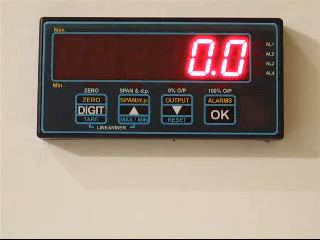 Max.
0.0
AL1
AL2
AL3
AL4
Min
ZERO SPAN & d.p. 0% O/P 100% O/P
ZERO SPAN/d.p OUTPUT ALARMS
DIGIT OK
TARE MAX / MIN RESET
LINEARISER